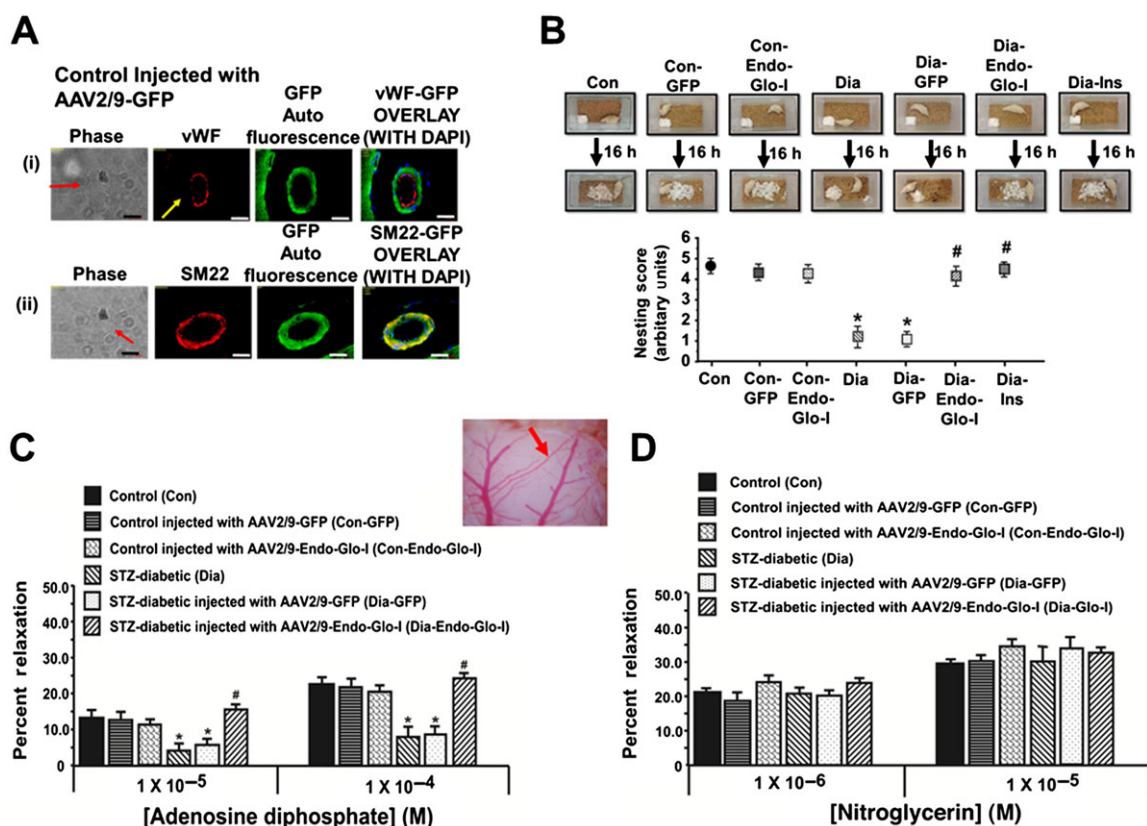 A
Control Injected with
AAV2/9-GFP
Phase
vWF
GFP
Auto
fluorescence
vWF-GFP
OVERLAY
(WITH DAPI)
(i)
Phase
SM22
GFP
Auto
fluorescence
SM22-GFP
OVERLAY
(WITH DAPI)
(ii)
B
Con
Con-
GFP
Con-
Endo-
Glo-I
Dia
Dia-
GFP
Dia-
Endo-
Glo-I
Dia-Ins
16 h
16 h
16 h
16 h
16 h
16 h
16 h
Nesting score
(arbitary units)
6
5
4
3
2
1
0
*
*
#
#
Con
Con-
GFP
Con-
Endo-
Glo-I
Dia
Dia-
GFP
Dia-
Endo-
Glo-I
Dia-
Ins
C
Control (Con)
Control injected with AAV2/9-GFP (Con-GFP)
Control injected with AAV2/9-Endo-Glo-I (Con-Endo-Glo-I)
STZ-diabetic (Dia)
STZ-diabetic injected with AAV2/9-GFP (Dia-GFP)
STZ-diabetic injected with AAV2/9-Endo-Glo-I (Dia-Endo-Glo-I)
Percent relaxation
50.0
40.0
30.0
20.0
10.0
0
*
*
#
*
*
#
1 X 10–5
1 X 10–4
[Adenosine diphosphate] (M)
D
Control (Con)
Control injected with AAV2/9-GFP (Con-GFP)
Control injected with AAV2/9-Endo-Glo-I (Con-Endo-Glo-I)
STZ-diabetic (Dia)
STZ-diabetic injected with AAV2/9-GFP (Dia-GFP)
STZ-diabetic injected with AAV2/9-Endo-Glo-I (Dia-Glo-I)
Percent relaxation
50.0
40.0
30.0
20.0
10.0
0
1 X 10–6
1 X 10–5
[Nitroglycerin] (M)